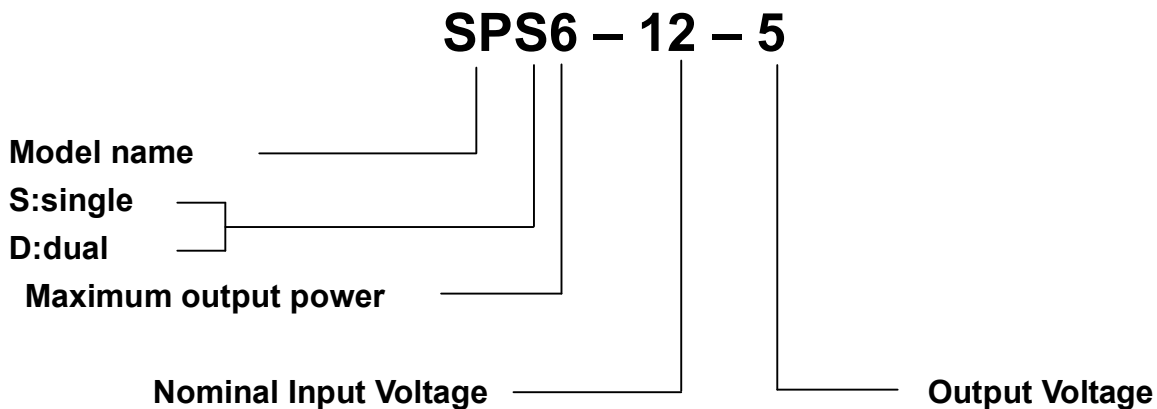 SPS6 – 12 – 5
Model name
S:single
D:dual
Maximum output power
Nominal Input Voltage
Output Voltage